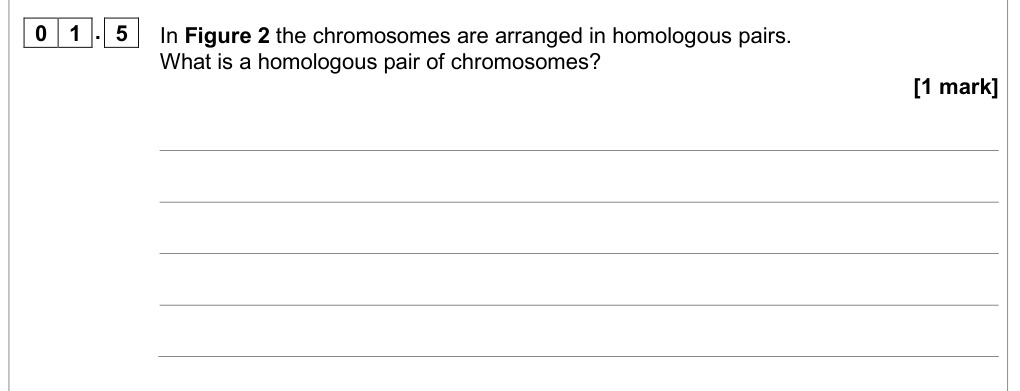 0 1 . 5 In Figure 2 the chromosomes are arranged in homologous pairs.
What is a homologous pair of chromosomes?
[1 mark]